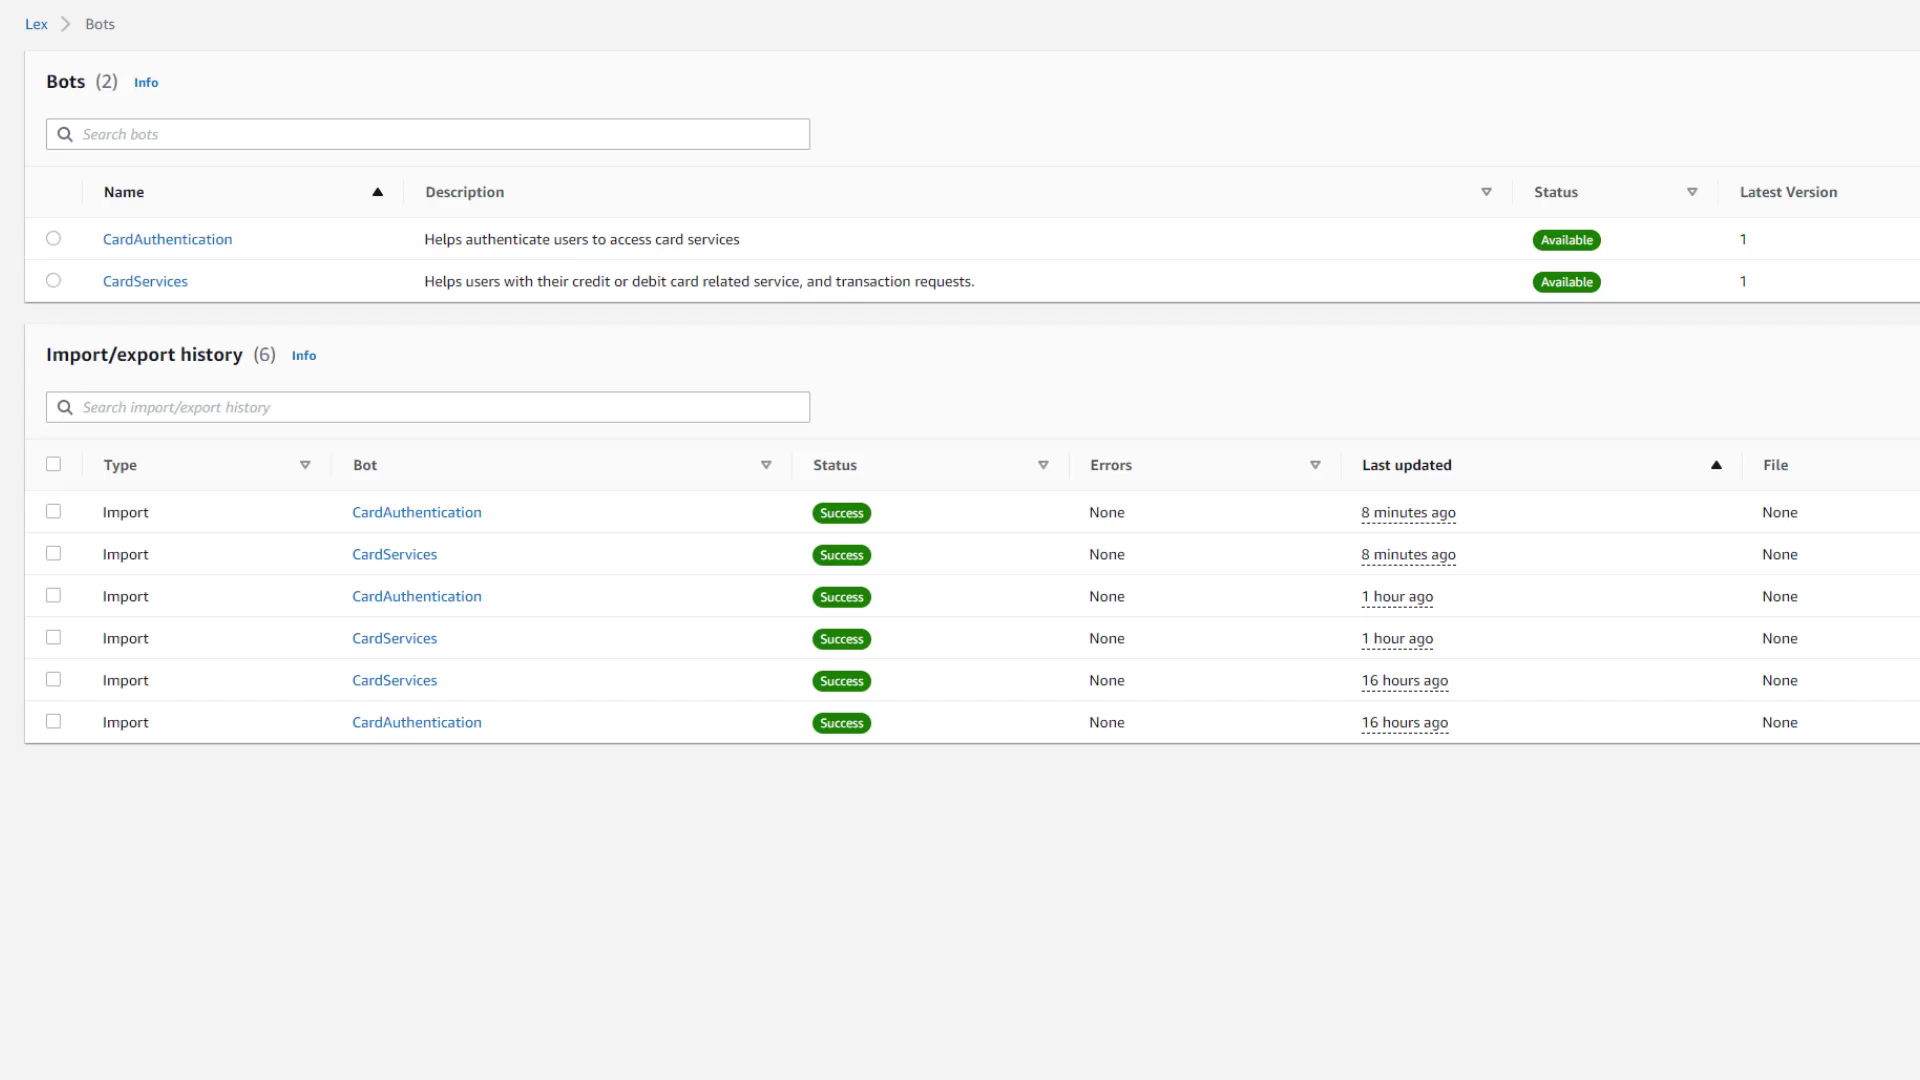 Lex Bots
Bots (2) Info
Search bots
Name Description Status Latest Version
CardAuthentication Helps authenticate users to access card services Available 1
CardServices Helps users with their credit or debit card related service, and transaction requests. Available 1
Import/export history (6) Info
Search import/export history
Type Bot Status Errors Last updated File
Import CardAuthentication Success None 8 minutes ago None
Import CardServices Success None 8 minutes ago None
Import CardAuthentication Success None 1 hour ago None
Import CardServices Success None 1 hour ago None
Import CardServices Success None 16 hours ago None
Import CardAuthentication Success None 16 hours ago None